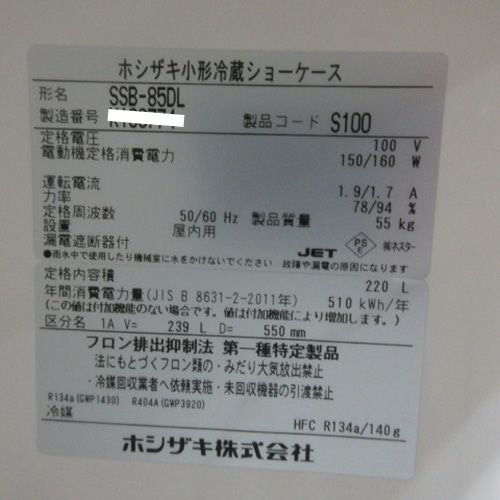 ホシザキ小形冷蔵ショーケース
形名 SSB-85DL
製造番号 製品コード S100
定格電圧 100 V
電動機定格消費電力 150/160 W
運転電流 1.9/1.7 A
力率 78/94 %
定格周波数 50/60 Hz 製品質量 55 kg
設置 屋内用
漏電遮断器付 JET PS E ㈱ネスター
●雨水中で使用したり機械室に水をかけないでください 故障や漏電の原因になります
定格内容積 220 L
年間消費電力量(JIS B 8631-2-2011年) 510 kWh/年
(この値は付加機能のない場合です。値は付加機能により増加します。)
区分名 1A V= 239 L D= 550 mm
フロン排出抑制法 第一種特定製品
法にもとづくフロン類の・みだり大気放出禁止
・冷媒回収業者へ依頼実施・未回収機器の引渡禁止
R134a(GWP1430) R404A(GWP3920)
冷媒 HFC R134a/140g
ホシザキ株式会社